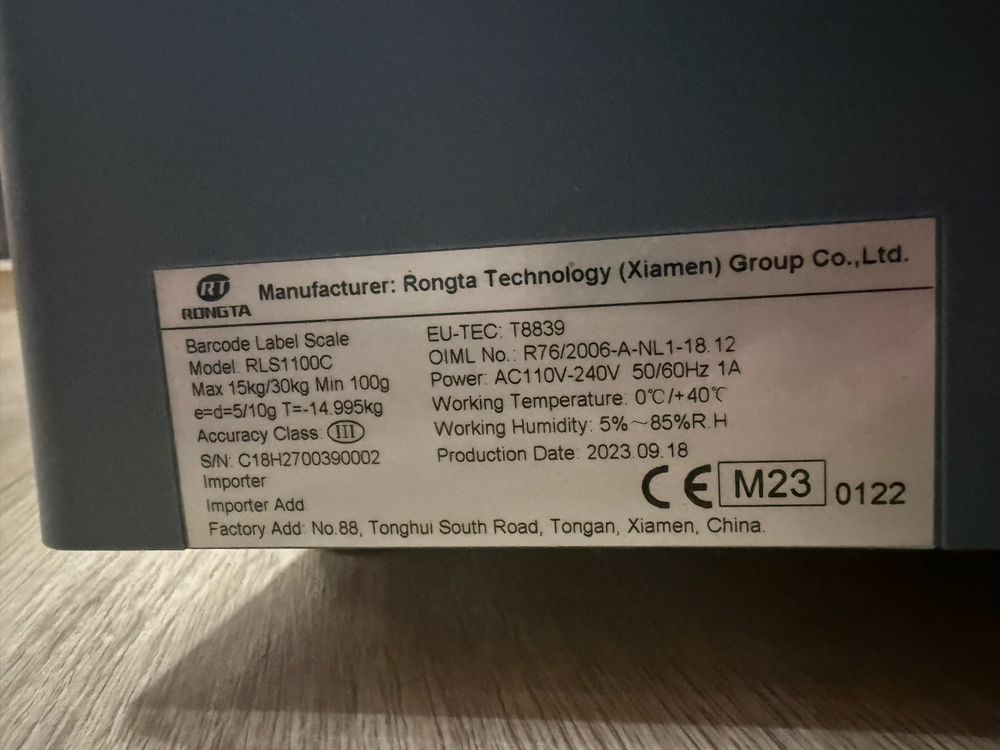 RT
RONGTA
Manufacturer: Rongta Technology (Xiamen) Group Co.,Ltd.
Barcode Label Scale
Model: RLS1100C
Max 15kg/30kg Min 100g
e=d=5/10g T=-14.995kg
Accuracy Class: III
S/N: C18H2700390002
Importer
Importer Add
EU-TEC: T8839
OIML No.: R76/2006-A-NL1-18.12
Power: AC110V-240V 50/60Hz 1A
Working Temperature: 0℃/+40℃
Working Humidity: 5%~85%R.H
Production Date: 2023.09.18
CE M23 0122
Factory Add: No.88, Tonghui South Road, Tongan, Xiamen, China.